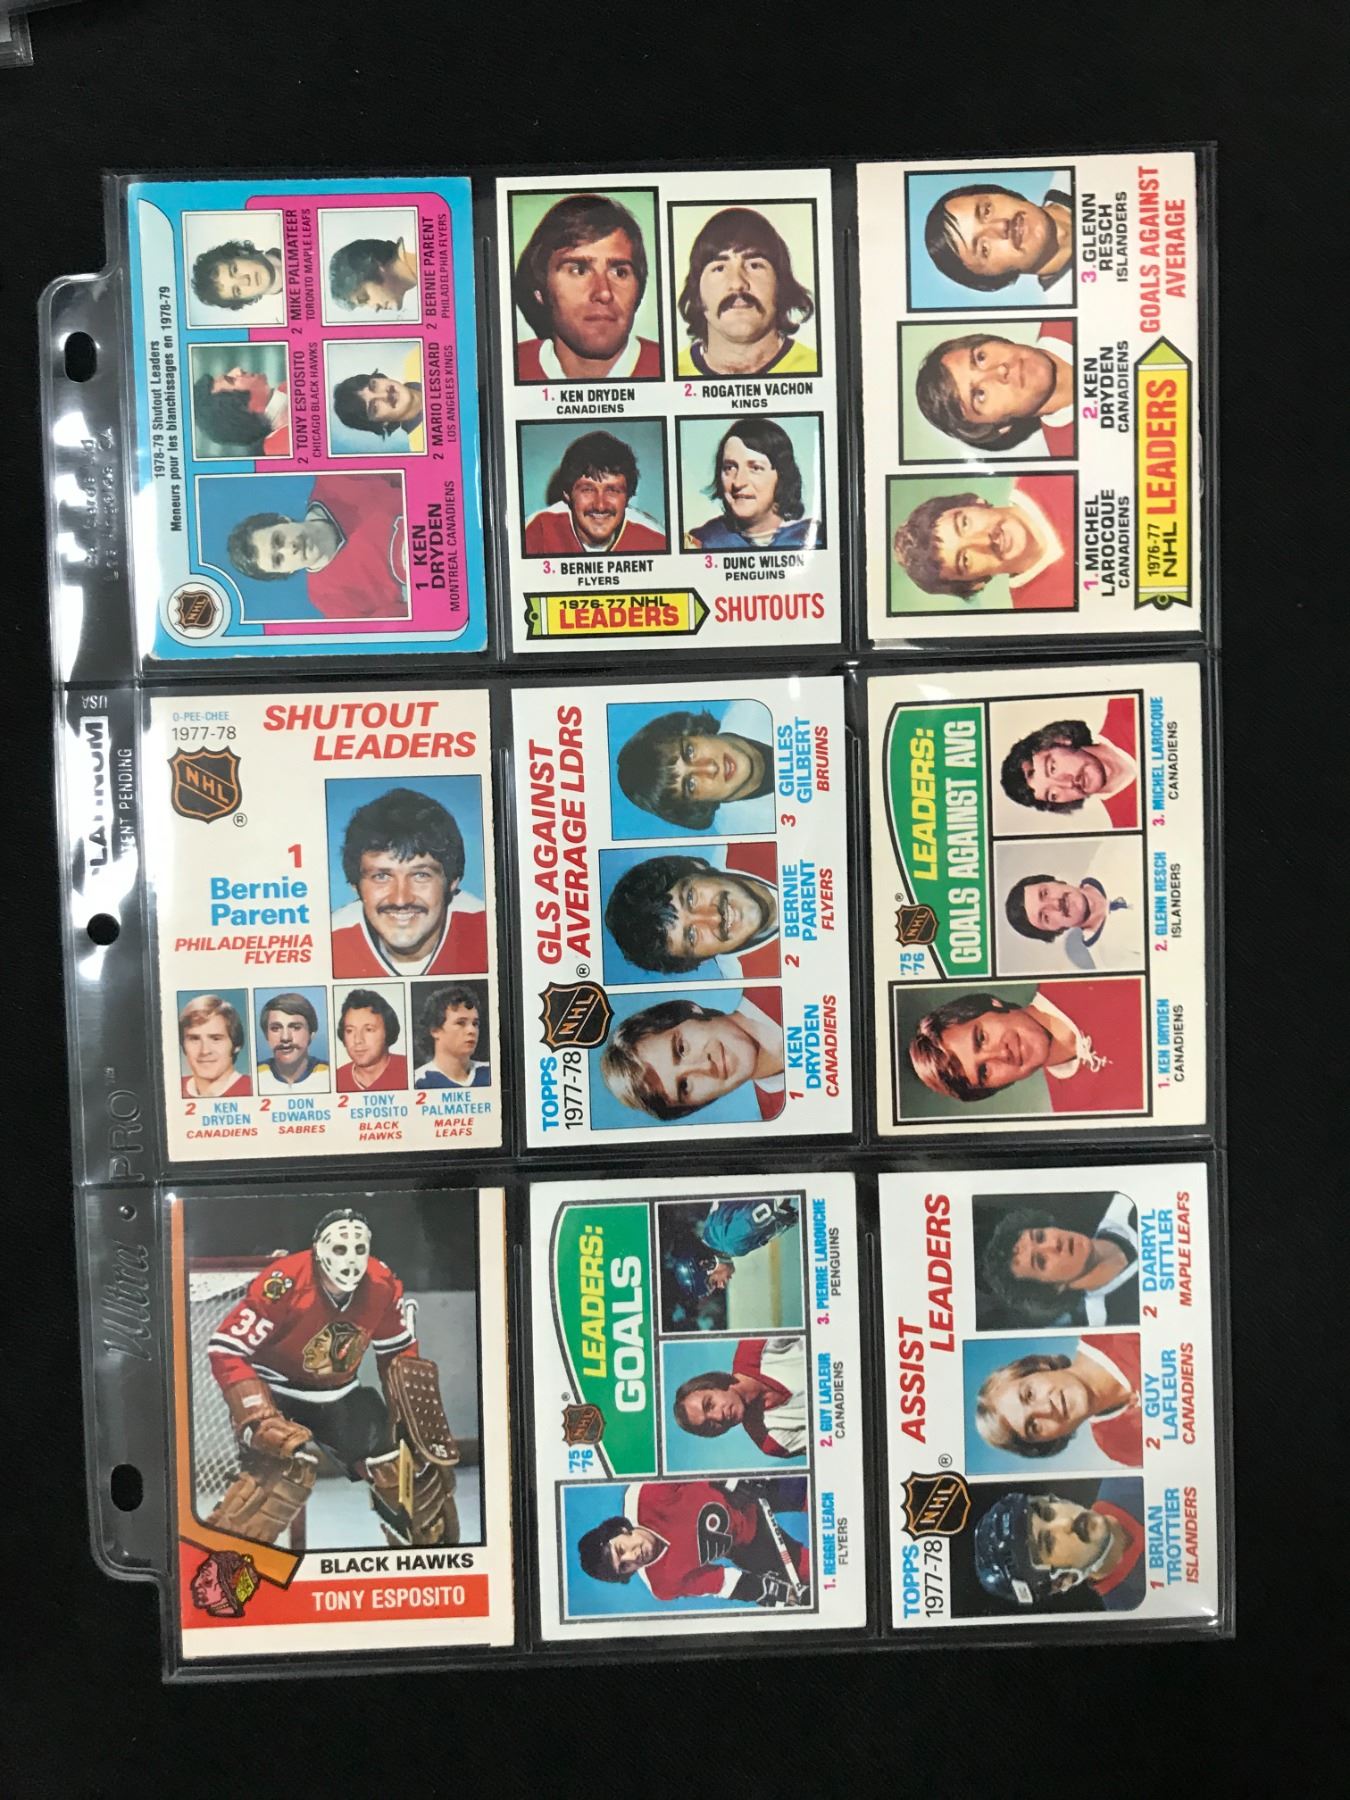 1978-79 Shutout Leaders
Meneurs pour les blanchissages en 1978-79
NHL
1 KEN
DRYDEN
MONTREAL CANADIENS
2 TONY ESPOSITO
CHICAGO BLACK HAWKS
2 MIKE PALMATEER
TORONTO MAPLE LEAFS
2 MARIO LESSARD
LOS ANGELES KINGS
2 BERNIE PARENT
PHILADELPHIA FLYERS
1. KEN DRYDEN
CANADIENS
2. ROGATIEN VACHON
KINGS
3. BERNIE PARENT
FLYERS
3. DUNC WILSON
PENGUINS
1976-77 NHL
LEADERS
SHUTOUTS
1. MICHEL
LAROCQUE
CANADIENS
2. KEN
DRYDEN
CANADIENS
3. GLENN
RESCH
ISLANDERS
1976-77
NHL LEADERS
GOALS AGAINST
AVERAGE
O-PEE-CHEE
1977-78
SHUTOUT
LEADERS
NHL
®
1
Bernie
Parent
PHILADELPHIA
FLYERS
2 KEN
DRYDEN
CANADIENS
2 DON
EDWARDS
SABRES
2 TONY
ESPOSITO
BLACK
HAWKS
2 MIKE
PALMATEER
MAPLE
LEAFS
TOPPS
1977-78
NHL
®
GLS AGAINST
AVERAGE LDRS
1 KEN
DRYDEN
CANADIENS
2 BERNIE
PARENT
FLYERS
3 GILLES
GILBERT
BRUINS
'75
'76
NHL
®
LEADERS:
GOALS AGAINST AVG
1. KEN DRYDEN
CANADIENS
2. GLENN RESCH
ISLANDERS
3. MICHEL LAROCQUE
CANADIENS
35
35
BLACK HAWKS
TONY ESPOSITO
'75
'76
NHL
®
LEADERS:
GOALS
1. REGGIE LEACH
FLYERS
2. GUY LAFLEUR
CANADIENS
3. PIERRE LAROUCHE
PENGUINS
TOPPS
1977-78
NHL
®
ASSIST
LEADERS
1 BRIAN
TROTTIER
ISLANDERS
2 GUY
LAFLEUR
CANADIENS
2 DARRYL
SITTLER
MAPLE LEAFS
Ultra • PRO™
PLATINUM
USA
TENT PENDING